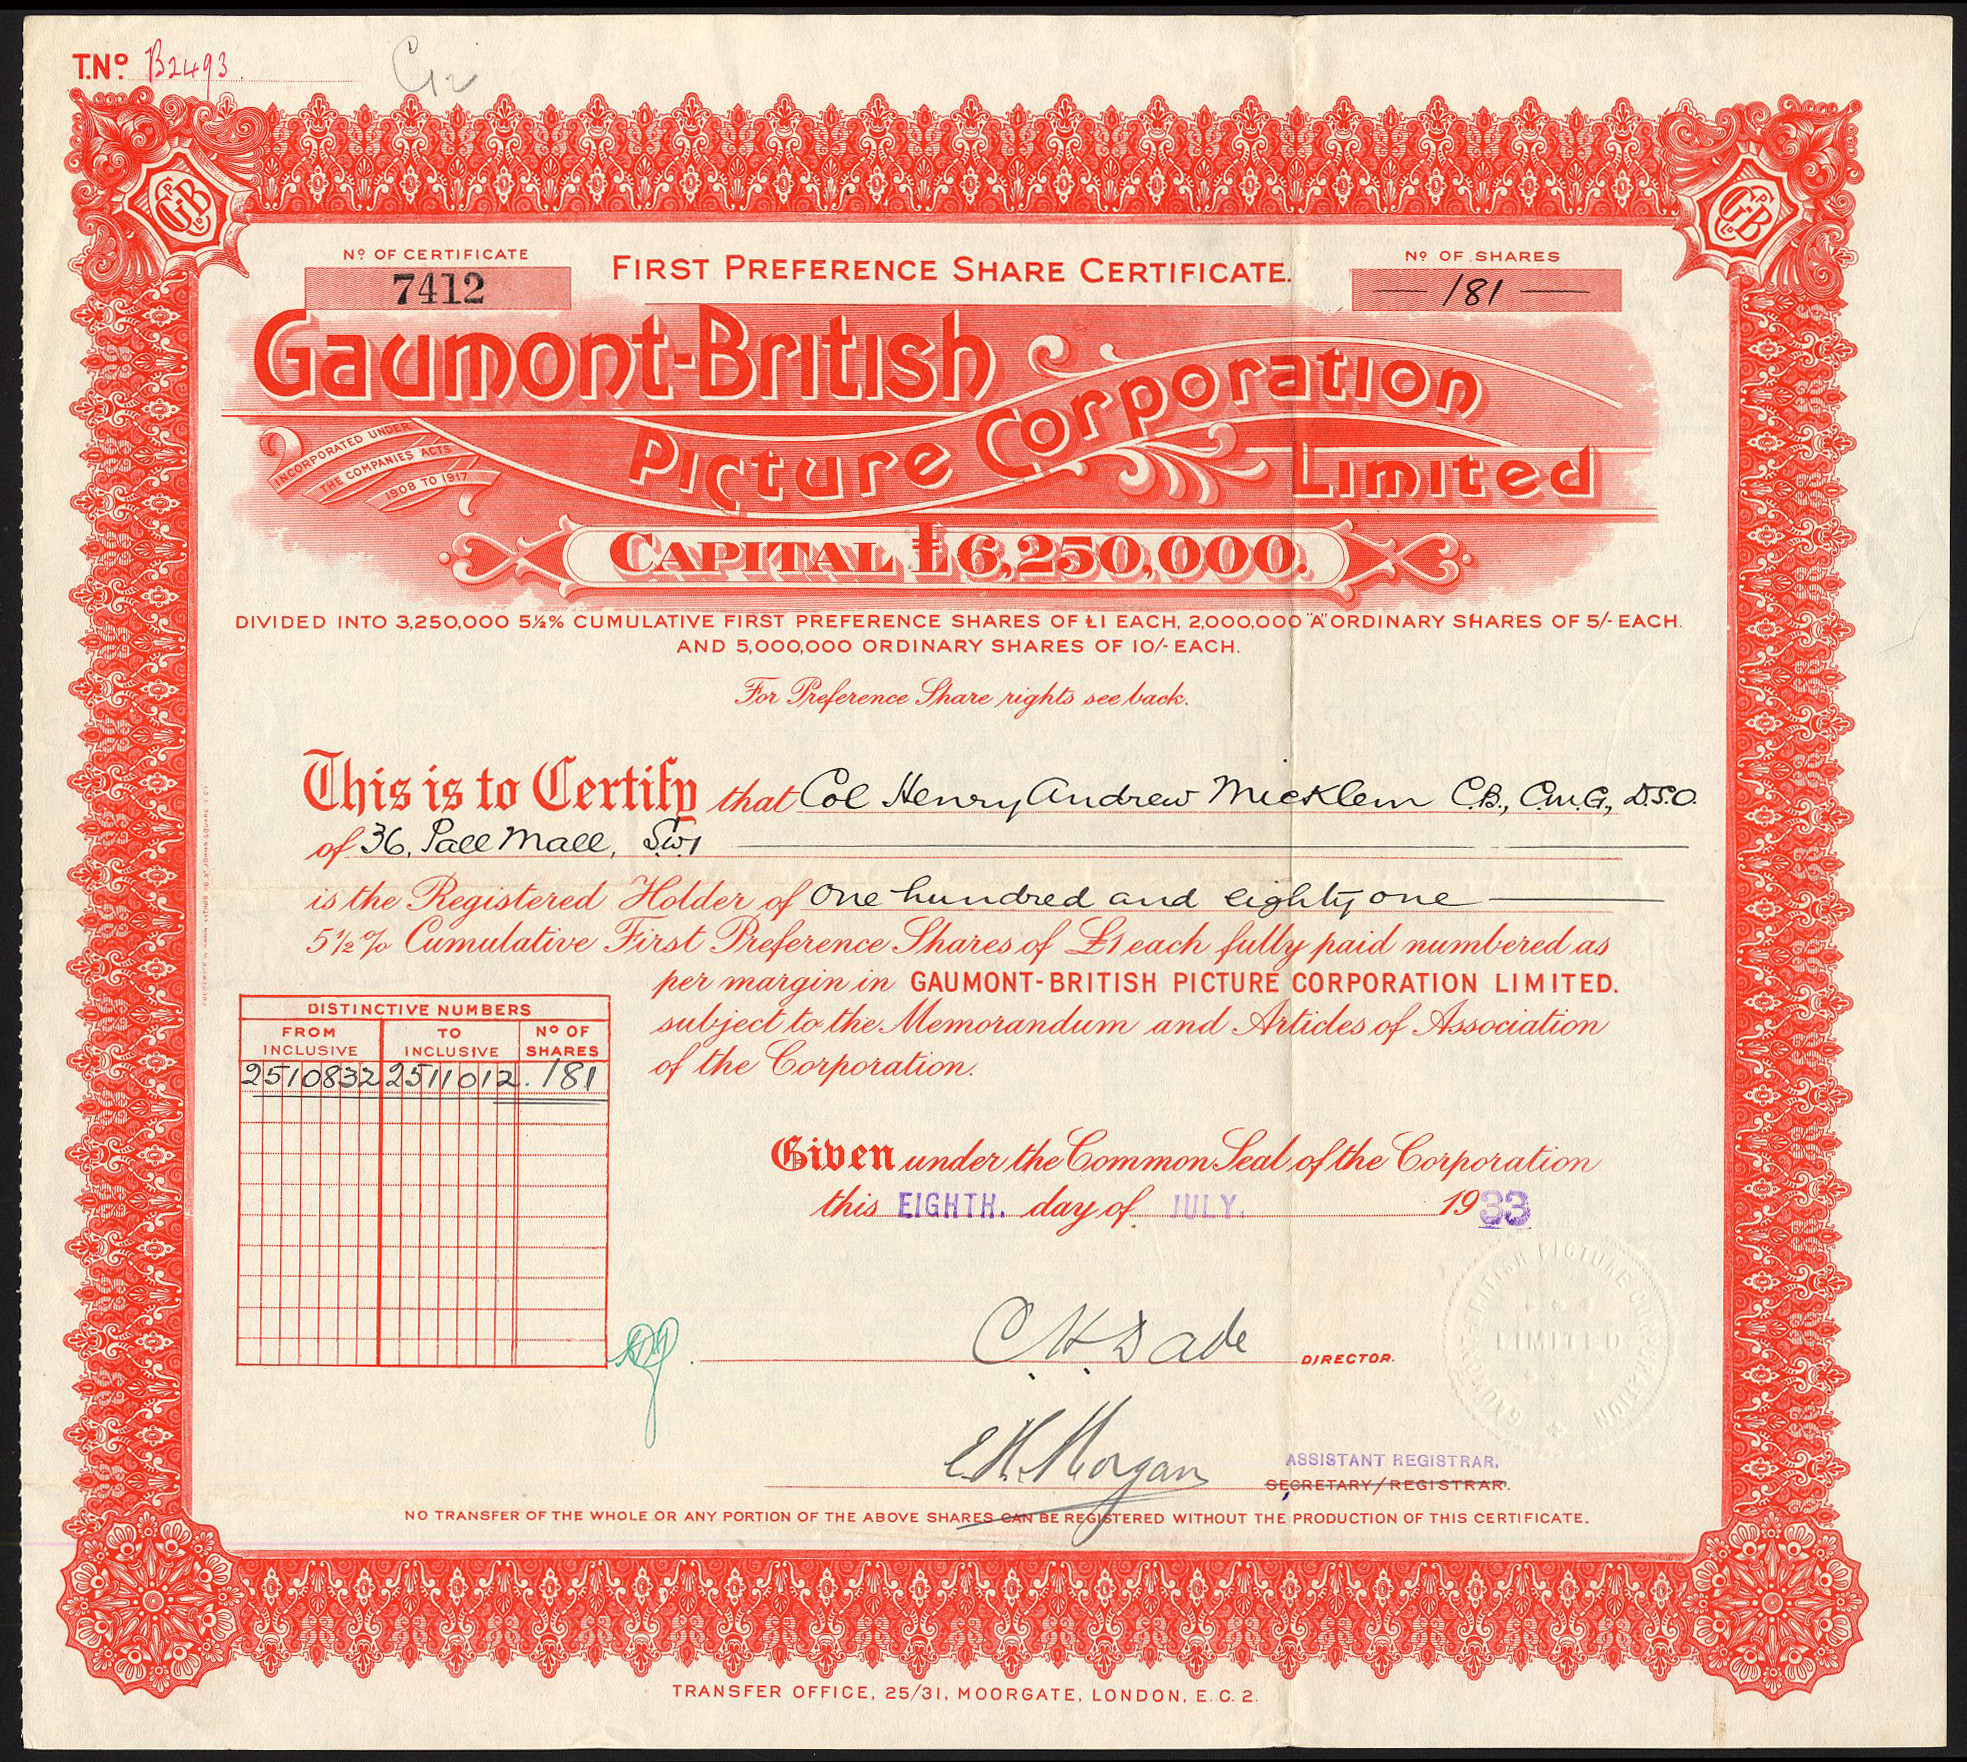 T.Nº B2493.
Nº OF CERTIFICATE
7412
FIRST PREFERENCE SHARE CERTIFICATE.
Nº OF SHARES
181
Gaumont-British
Picture Corporation
Limited
INCORPORATED UNDER
THE COMPANIES ACTS
1908 TO 1917
CAPITAL £6,250,000.
DIVIDED INTO 3,250,000 5½% CUMULATIVE FIRST PREFERENCE SHARES OF £1 EACH, 2,000,000 "A" ORDINARY SHARES OF 5/- EACH.
AND 5,000,000 ORDINARY SHARES OF 10/- EACH.
For Preference Share rights see back.
This is to Certify that Col Henry Andrew Micklem C.B., C.M.G., D.S.O.
of 36, Pall Mall, S.W.1
is the Registered Holder of One hundred and eighty one
5½% Cumulative First Preference Shares of £1 each fully paid numbered as
per margin in GAUMONT-BRITISH PICTURE CORPORATION LIMITED.
subject to the Memorandum and Articles of Association
of the Corporation.
DISTINCTIVE NUMBERS
FROM INCLUSIVE TO INCLUSIVE Nº OF SHARES
2510832 2511012 181
Given under the Common Seal of the Corporation
this EIGHTH. day of JULY. 1933
C. H. Dade DIRECTOR.
E.H. Morgan ASSISTANT REGISTRAR.
SECRETARY/REGISTRAR.
GAUMONT-BRITISH PICTURE CORPORATION
LIMITED
NO TRANSFER OF THE WHOLE OR ANY PORTION OF THE ABOVE SHARES CAN BE REGISTERED WITHOUT THE PRODUCTION OF THIS CERTIFICATE.
TRANSFER OFFICE, 25/31, MOORGATE, LONDON, E.C.2.